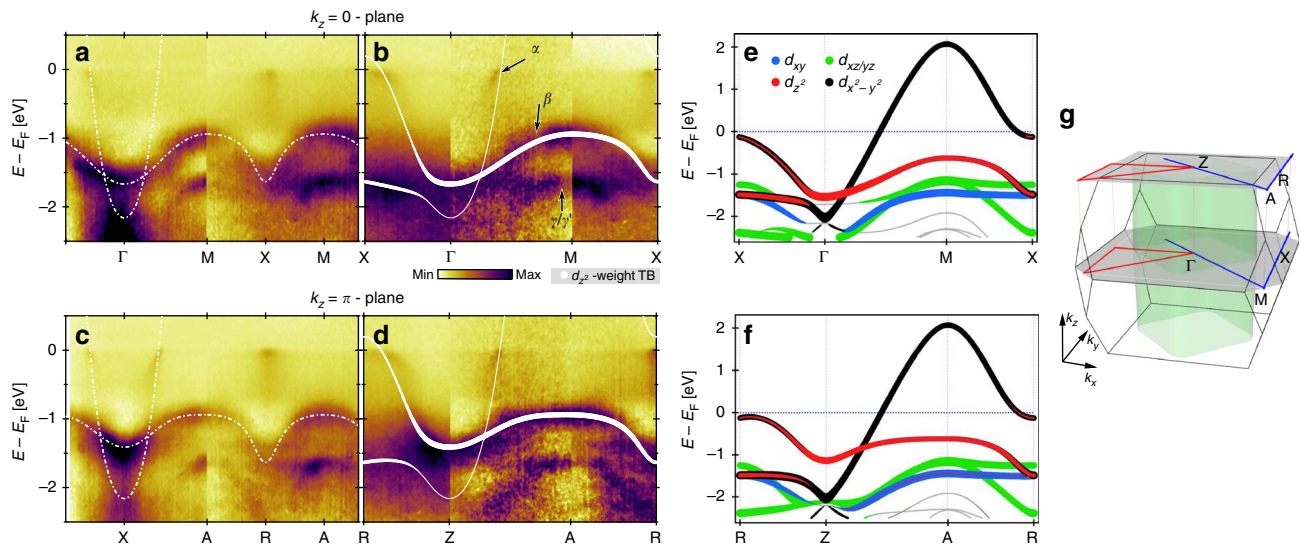 k_z = 0 - plane
a
b
α
β
γ/γ'
E – E_F [eV]
0
−1
−2
Γ
M
X
M
X
Γ
M
X
Min
Max
d_z² -weight TB
k_z = π - plane
c
d
E – E_F [eV]
0
−1
−2
X
A
R
A
R
Z
A
R
e
d_xy
d_xz/yz
d_z²
d_x²–y²
E – E_F [eV]
2
1
0
−1
−2
X
Γ
M
X
f
E – E_F [eV]
2
1
0
−1
−2
R
Z
A
R
g
Z
R
A
Γ
X
M
k_z
k_y
k_x